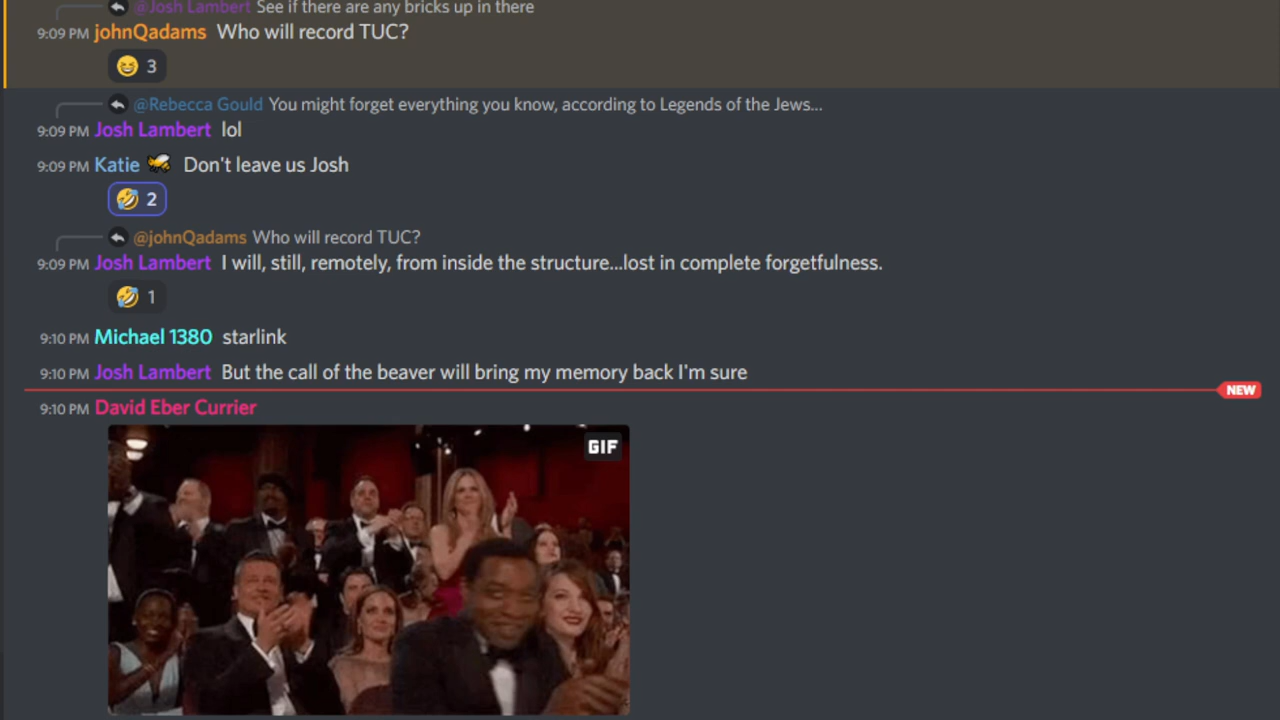 @Josh Lambert See if there are any bricks up in there
9:09 PM johnQadams Who will record TUC?
3
@Rebecca Gould You might forget everything you know, according to Legends of the Jews...
9:09 PM Josh Lambert lol
9:09 PM Katie Don't leave us Josh
2
@johnQadams Who will record TUC?
9:09 PM Josh Lambert I will, still, remotely, from inside the structure...lost in complete forgetfulness.
1
9:10 PM Michael 1380 starlink
9:10 PM Josh Lambert But the call of the beaver will bring my memory back I'm sure
NEW
9:10 PM David Eber Currier
GIF